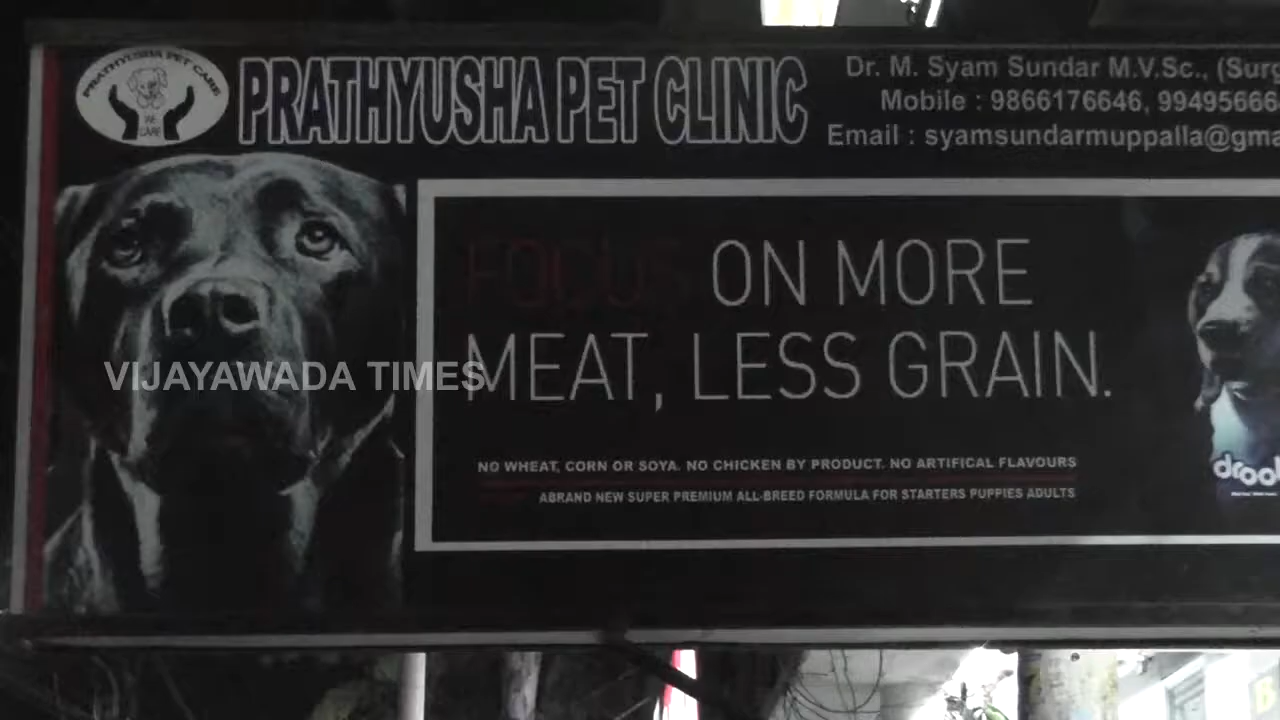 PRATHYUSHA PET CARE
WE
CARE
PRATHYUSHA PET CLINIC
Dr. M. Syam Sundar M.V.Sc., (Surg
Mobile : 9866176646, 99495666
Email : syamsundarmuppalla@gma
FOCUS ON MORE
MEAT, LESS GRAIN.
VIJAYAWADA TIMES
NO WHEAT, CORN OR SOYA. NO CHICKEN BY PRODUCT. NO ARTIFICAL FLAVOURS
ABRAND NEW SUPER PREMIUM ALL-BREED FORMULA FOR STARTERS PUPPIES ADULTS
drool